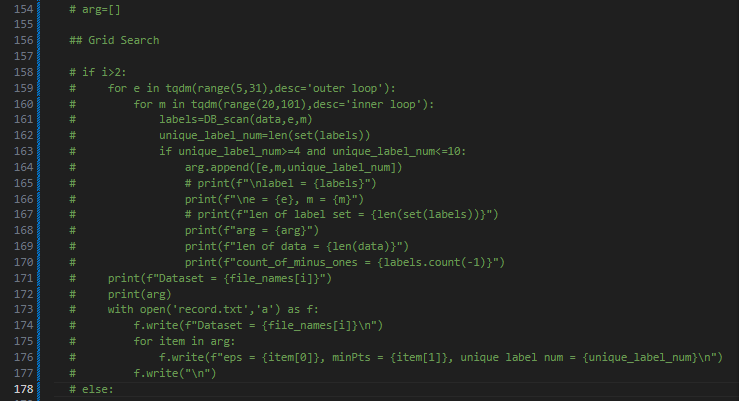 154 # arg=[]
155
156 ## Grid Search
157
158 # if i>2:
159 #     for e in tqdm(range(5,31),desc='outer loop'):
160 #         for m in tqdm(range(20,101),desc='inner loop'):
161 #             labels=DB_scan(data,e,m)
162 #             unique_label_num=len(set(labels))
163 #             if unique_label_num>=4 and unique_label_num<=10:
164 #                 arg.append([e,m,unique_label_num])
165 #                 # print(f"\nlabel = {labels}")
166 #                 print(f"\ne = {e}, m = {m}")
167 #                 # print(f"len of label set = {len(set(labels))}")
168 #                 print(f"arg = {arg}")
169 #                 print(f"len of data = {len(data)}")
170 #                 print(f"count_of_minus_ones = {labels.count(-1)}")
171 #     print(f"Dataset = {file_names[i]}")
172 #     print(arg)
173 #     with open('record.txt','a') as f:
174 #         f.write(f"Dataset = {file_names[i]}\n")
175 #         for item in arg:
176 #             f.write(f"eps = {item[0]}, minPts = {item[1]}, unique label num = {unique_label_num}\n")
177 #         f.write("\n")
178 # else: